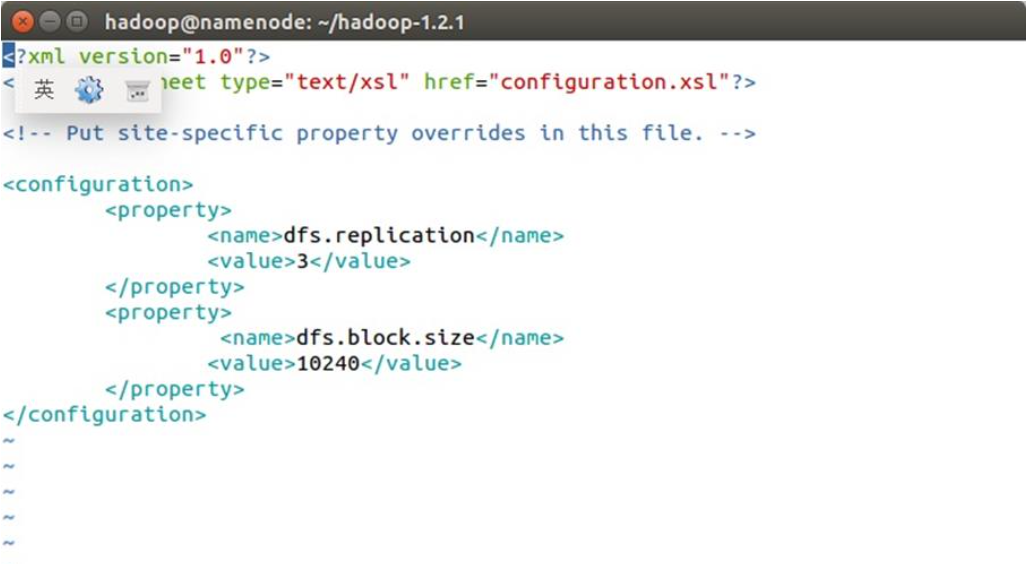 hadoop@namenode: ~/hadoop-1.2.1
<?xml version="1.0"?>
< heet type="text/xsl" href="configuration.xsl"?>
英
<!-- Put site-specific property overrides in this file. -->
<configuration>
<property>
<name>dfs.replication</name>
<value>3</value>
</property>
<property>
<name>dfs.block.size</name>
<value>10240</value>
</property>
</configuration>
~
~
~
~
~